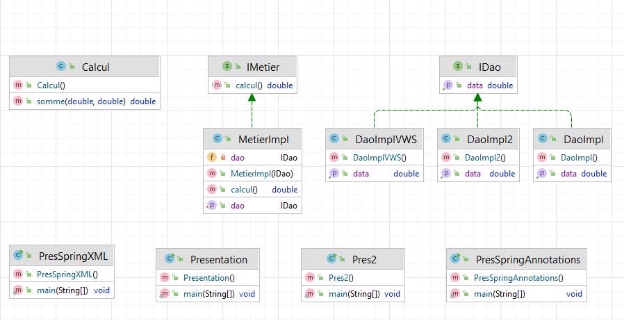 Calcul
Calcul()
somme(double, double) double
IMetier
calcul() double
IDao
data double
MetierImpl
dao IDao
MetierImpl(IDao)
calcul() double
dao IDao
DaoImplVWS
DaoImplVWS()
data double
DaoImpl2
DaoImpl2()
data double
DaoImpl
DaoImpl()
data double
PresSpringXML
PresSpringXML()
main(String[]) void
Presentation
Presentation()
main(String[]) void
Pres2
Pres2()
main(String[]) void
PresSpringAnnotations
PresSpringAnnotations()
main(String[]) void